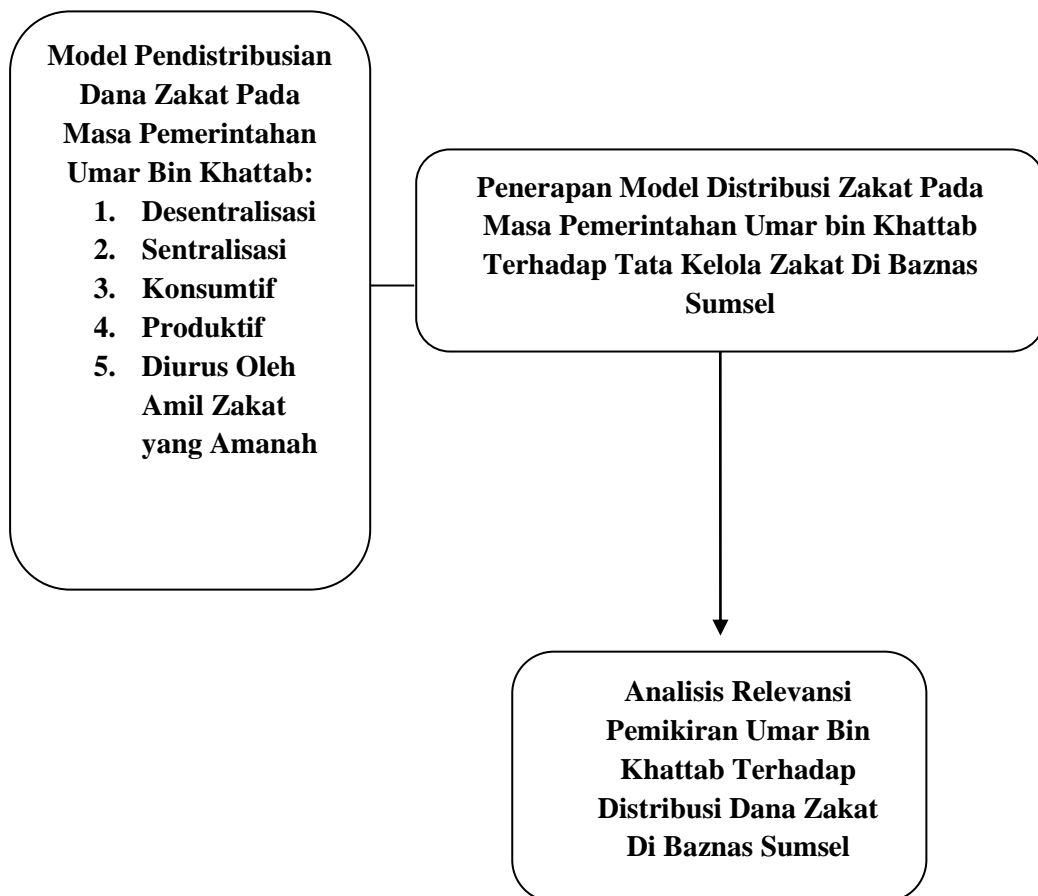 Model Pendistribusian
Dana Zakat Pada
Masa Pemerintahan
Umar Bin Khattab:
1. Desentralisasi
2. Sentralisasi
3. Konsumtif
4. Produktif
5. Diurus Oleh
Amil Zakat
yang Amanah
Penerapan Model Distribusi Zakat Pada
Masa Pemerintahan Umar bin Khattab
Terhadap Tata Kelola Zakat Di Baznas
Sumsel
Analisis Relevansi
Pemikiran Umar Bin
Khattab Terhadap
Distribusi Dana Zakat
Di Baznas Sumsel